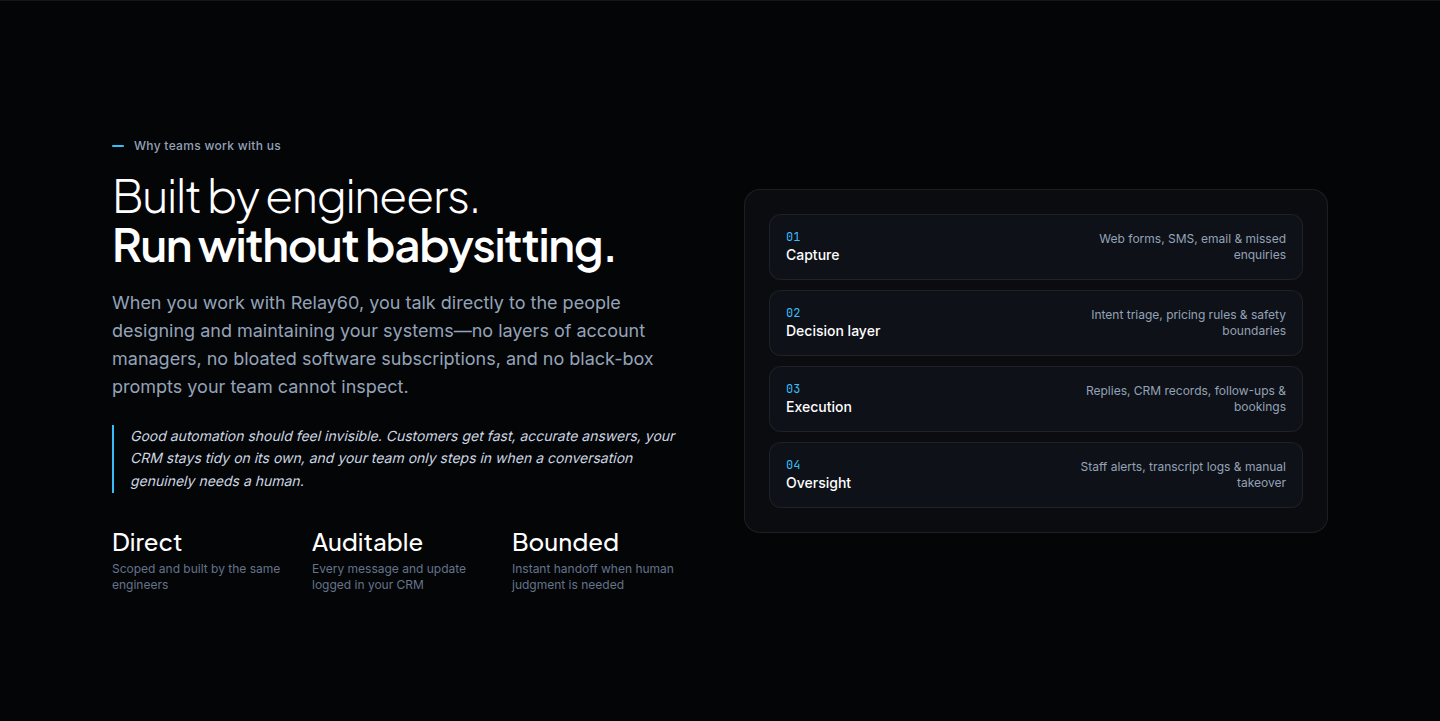 Why teams work with us
Built by engineers.
Run without babysitting.
When you work with Relay60, you talk directly to the people
designing and maintaining your systems—no layers of account
managers, no bloated software subscriptions, and no black-box
prompts your team cannot inspect.
Good automation should feel invisible. Customers get fast, accurate answers, your
CRM stays tidy on its own, and your team only steps in when a conversation
genuinely needs a human.
Direct
Scoped and built by the same
engineers
Auditable
Every message and update
logged in your CRM
Bounded
Instant handoff when human
judgment is needed
01
Capture
Web forms, SMS, email & missed
enquiries
02
Decision layer
Intent triage, pricing rules & safety
boundaries
03
Execution
Replies, CRM records, follow-ups &
bookings
04
Oversight
Staff alerts, transcript logs & manual
takeover